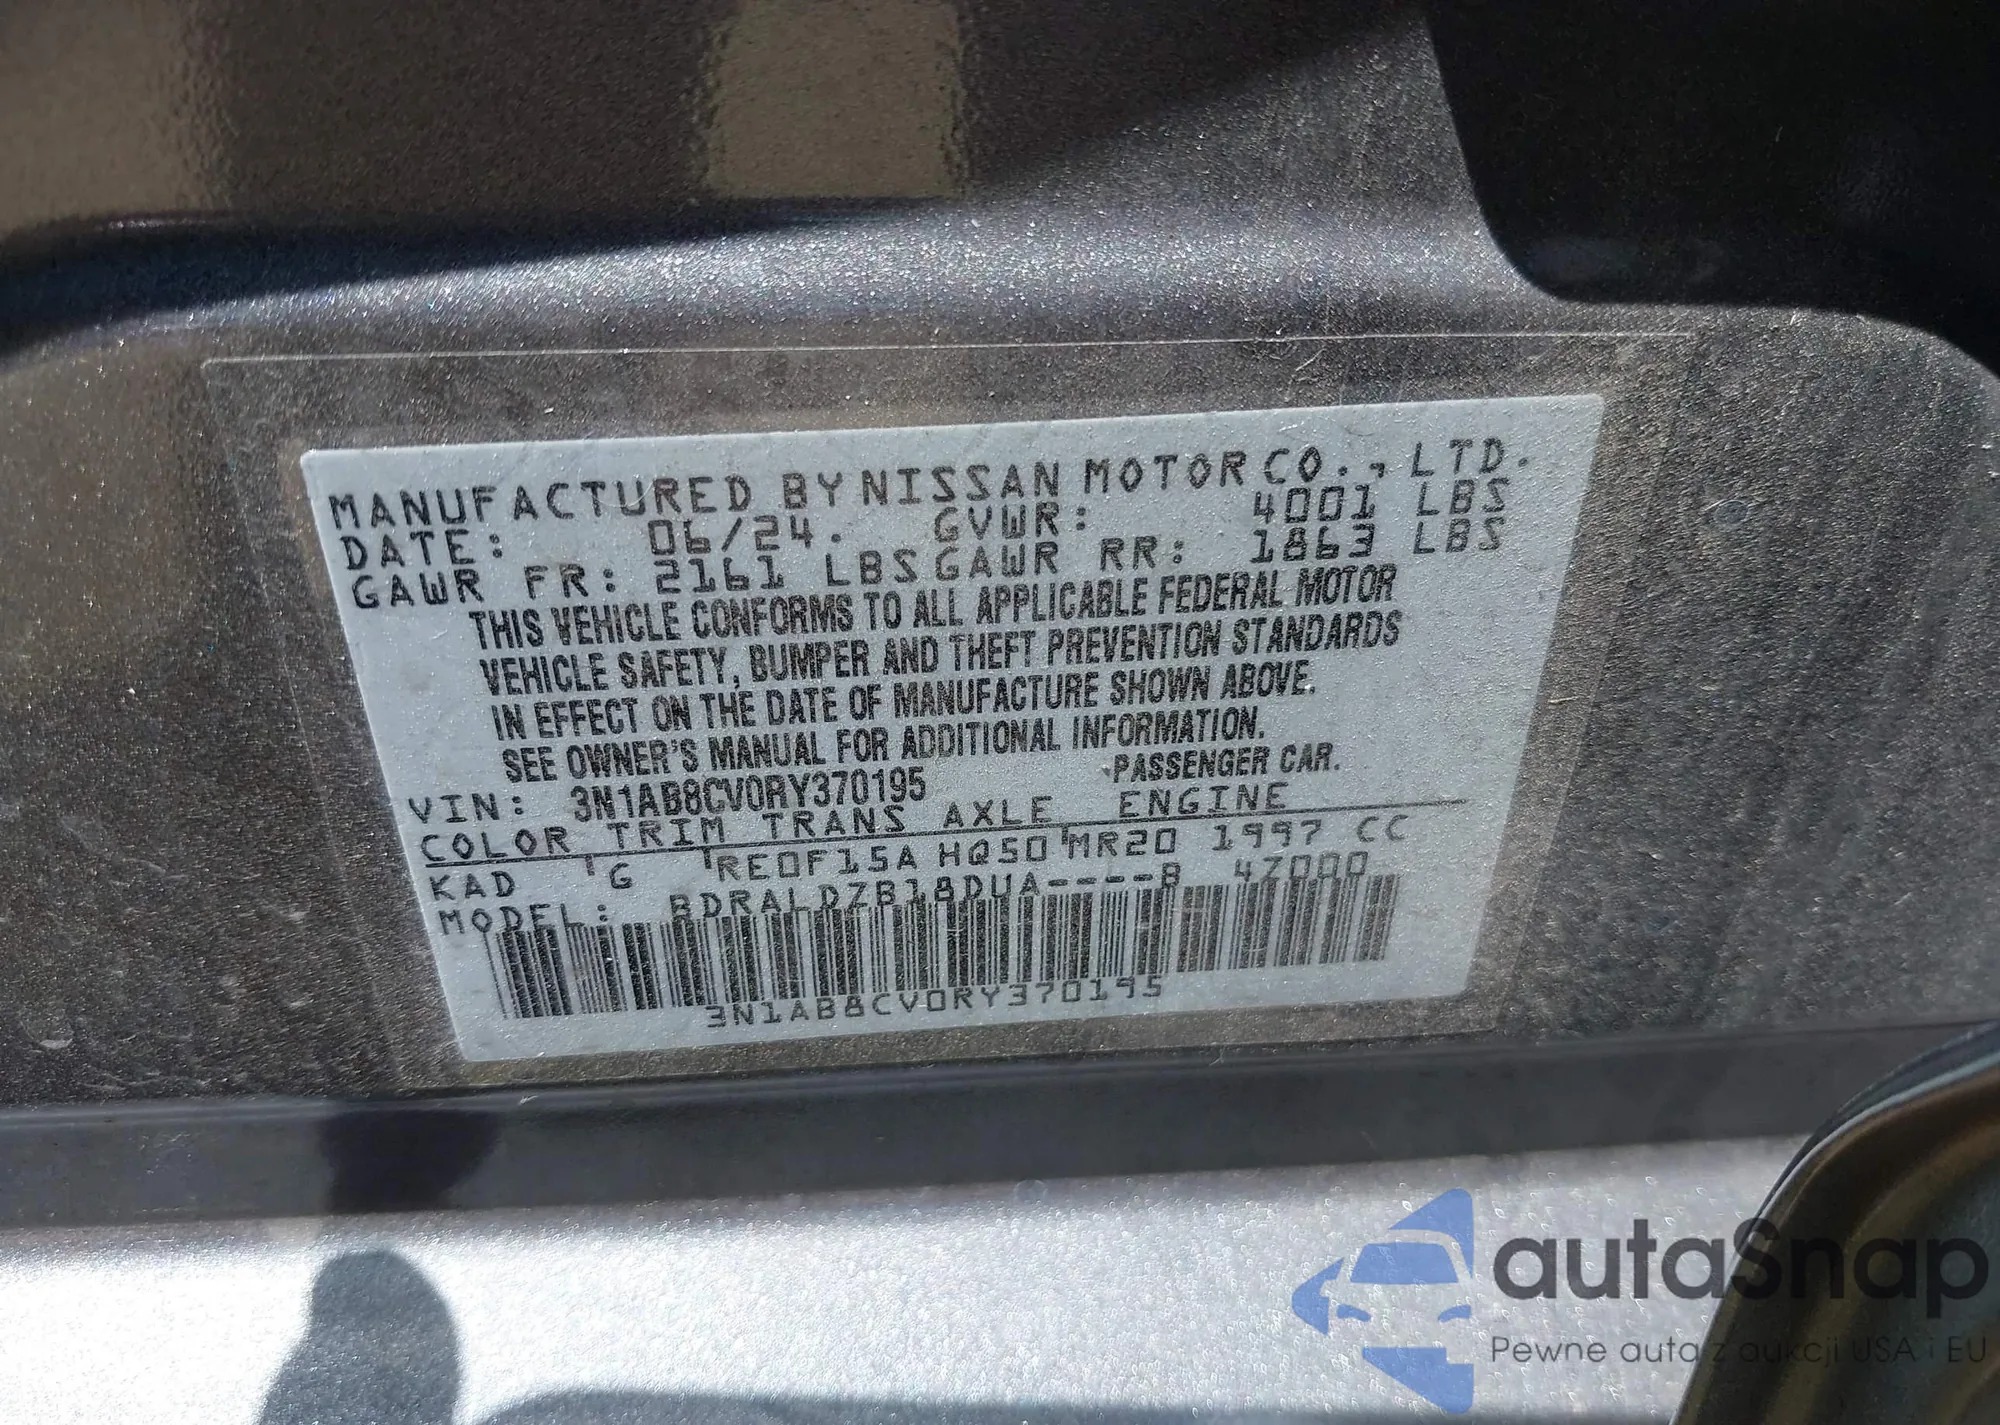 MANUFACTURED BY NISSAN MOTOR CO., LTD.
DATE: 06/24. GVWR: 4001 LBS
GAWR FR: 2161 LBS GAWR RR: 1863 LBS
THIS VEHICLE CONFORMS TO ALL APPLICABLE FEDERAL MOTOR
VEHICLE SAFETY, BUMPER AND THEFT PREVENTION STANDARDS
IN EFFECT ON THE DATE OF MANUFACTURE SHOWN ABOVE.
SEE OWNER'S MANUAL FOR ADDITIONAL INFORMATION.
VIN: 3N1AB8CV0RY370195 PASSENGER CAR.
COLOR TRIM TRANS AXLE ENGINE
KAD G RE0F15A HQ50 MR20 1997 CC
MODEL: BDRALDZB18DUA----B 4Z000
3N1AB8CV0RY370195
autaSnap
Pewne auta z aukcji USA i EU